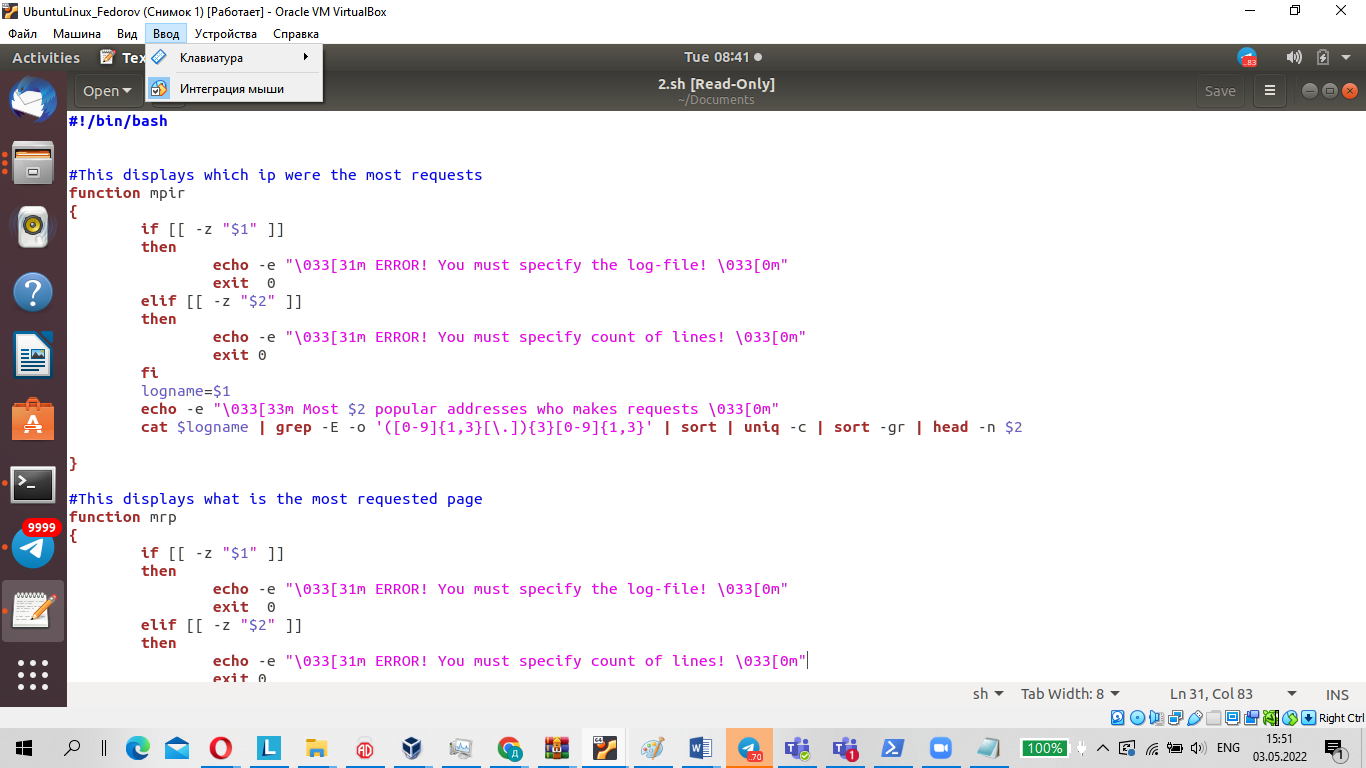 UbuntuLinux_Fedorov (Снимок 1) [Работает] - Oracle VM VirtualBox
Файл Машина Вид Ввод Устройства Справка
Клавиатура
Интеграция мыши
Activities Tex Tue 08:41 83
Open 2.sh [Read-Only] Save
~/Documents
#!/bin/bash
#This displays which ip were the most requests
function mpir
{
if [[ -z "$1" ]]
then
echo -e "\033[31m ERROR! You must specify the log-file! \033[0m"
exit  0
elif [[ -z "$2" ]]
then
echo -e "\033[31m ERROR! You must specify count of lines! \033[0m"
exit 0
fi
logname=$1
echo -e "\033[33m Most $2 popular addresses who makes requests \033[0m"
cat $logname | grep -E -o '([0-9]{1,3}[\.]){3}[0-9]{1,3}' | sort | uniq -c | sort -gr | head -n $2
}
#This displays what is the most requested page
function mrp
{
if [[ -z "$1" ]]
then
echo -e "\033[31m ERROR! You must specify the log-file! \033[0m"
exit  0
elif [[ -z "$2" ]]
then
echo -e "\033[31m ERROR! You must specify count of lines! \033[0m"
exit 0
9999
sh Tab Width: 8 Ln 31, Col 83 INS
Right Ctrl
100% ENG 15:51
03.05.2022